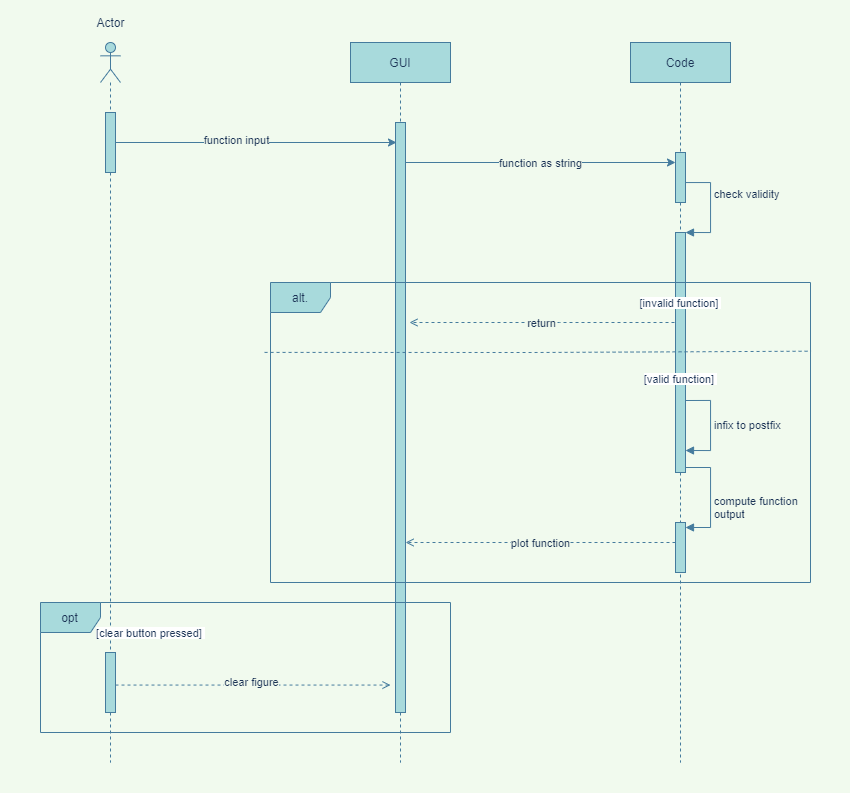 Actor
GUI
Code
function input
function as string
check validity
alt.
[invalid function]
return
[valid function]
infix to postfix
compute function
output
plot function
opt
[clear button pressed]
clear figure